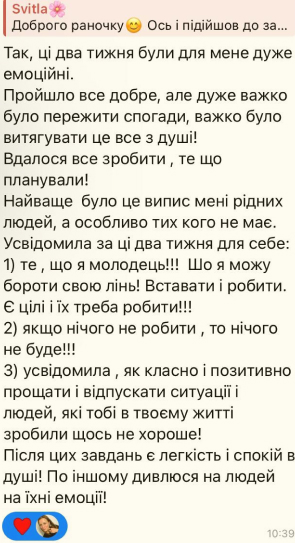 Svitla🌸
Доброго раночку😊 Ось і підійшов до за...
Так, ці два тижня були для мене дуже
емоційні.
Пройшло все добре, але дуже важко
було пережити спогади, важко було
витягувати це все з душі!
Вдалося все зробити , те що
планували!
Найваще  було це випис мені рідних
людей, а особливо тих кого не має.
Усвідомила за ці два тижня для себе:
1) те , що я молодець!!!  Шо я можу
бороти свою лінь! Вставати і робити.
Є цілі і їх треба робити!!!
2) якщо нічого не робити , то нічого
не буде!!!
3) усвідомила , як класно і позитивно
прощати і відпускати ситуації і
людей, які тобі в твоєму житті
зробили щось не хороше!
Після цих завдань є легкість і спокій в
душі! По іншому дивлюся на людей
на їхні емоції!
10:39